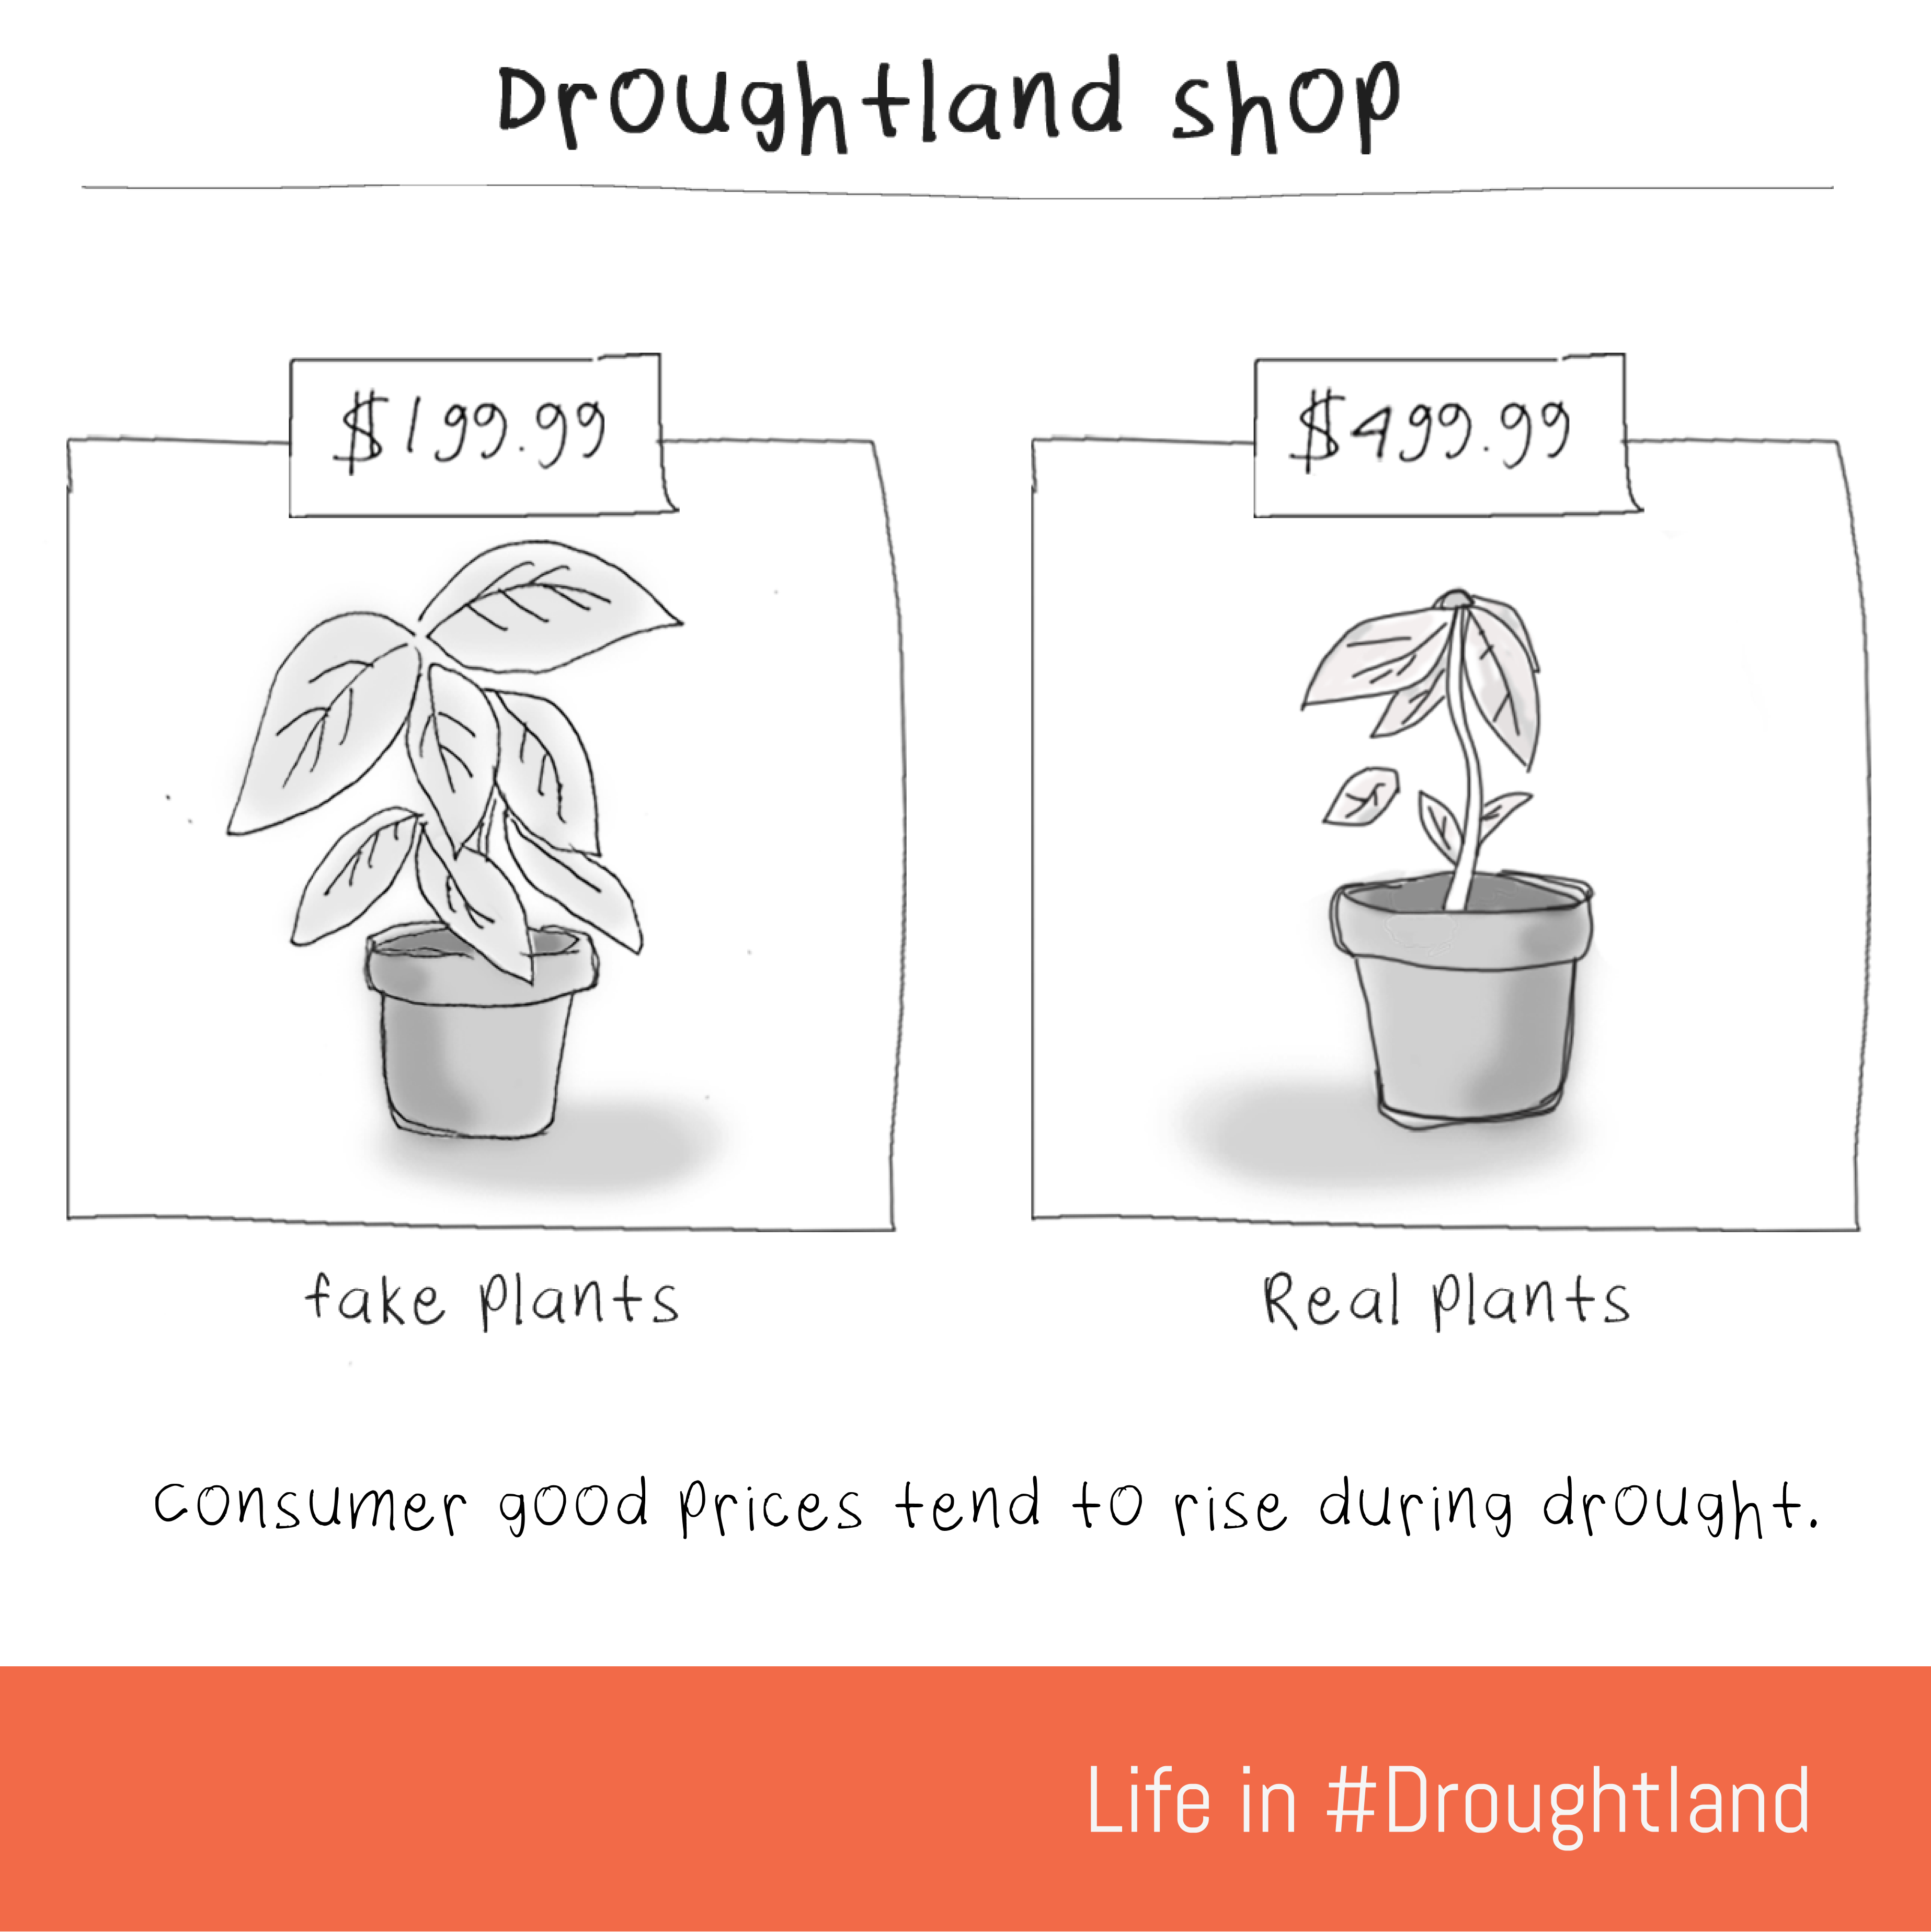 Droughtland shop
$199.99
$499.99
fake plants
Real plants
Consumer good prices tend to rise during drought.
Life in #Droughtland